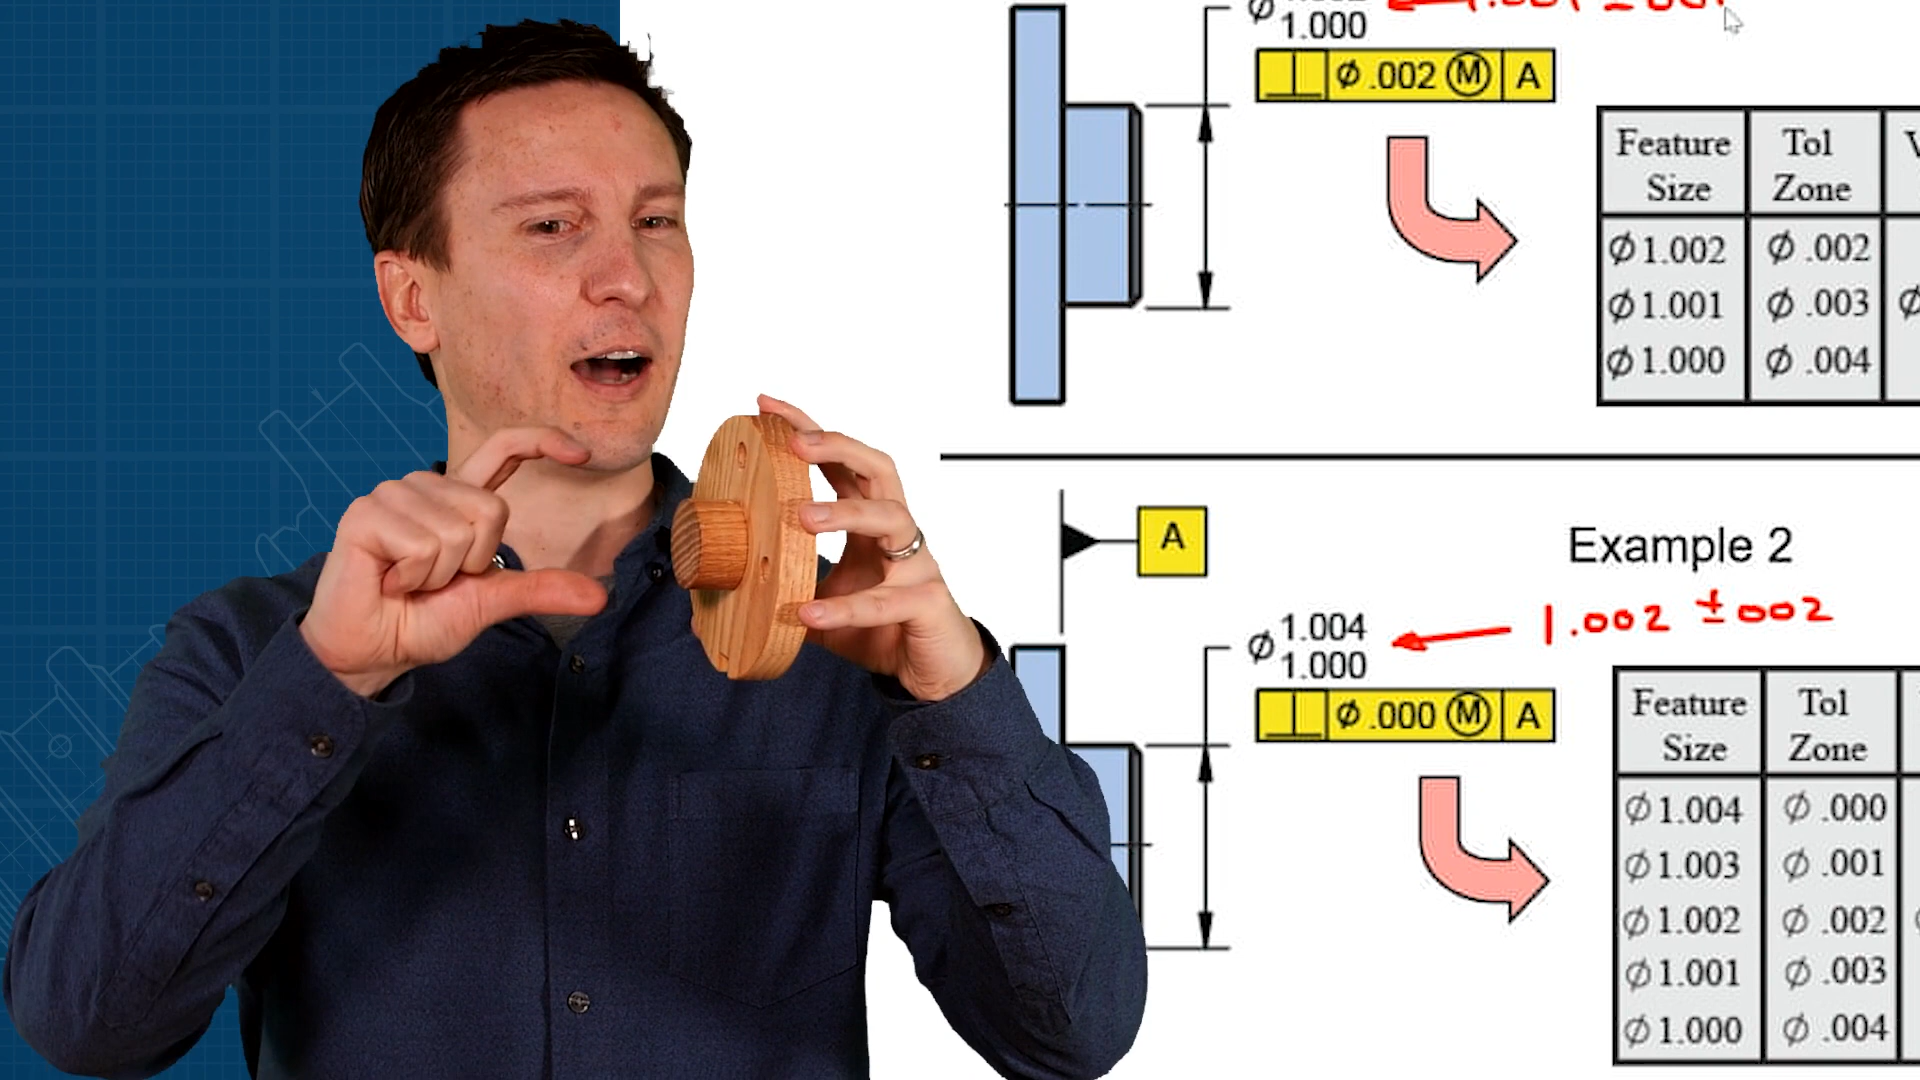 1.000
⌀ .002 Ⓜ A
Feature Size
Tol Zone
⌀ 1.002 ⌀ .002
⌀ 1.001 ⌀ .003 ⌀
⌀ 1.000 ⌀ .004
A
Example 2
⌀ 1.004
1.000
1.002 ±002
⌀ .000 Ⓜ A
Feature Size
Tol Zone
⌀ 1.004 ⌀ .000
⌀ 1.003 ⌀ .001
⌀ 1.002 ⌀ .002
⌀ 1.001 ⌀ .003
⌀ 1.000 ⌀ .004